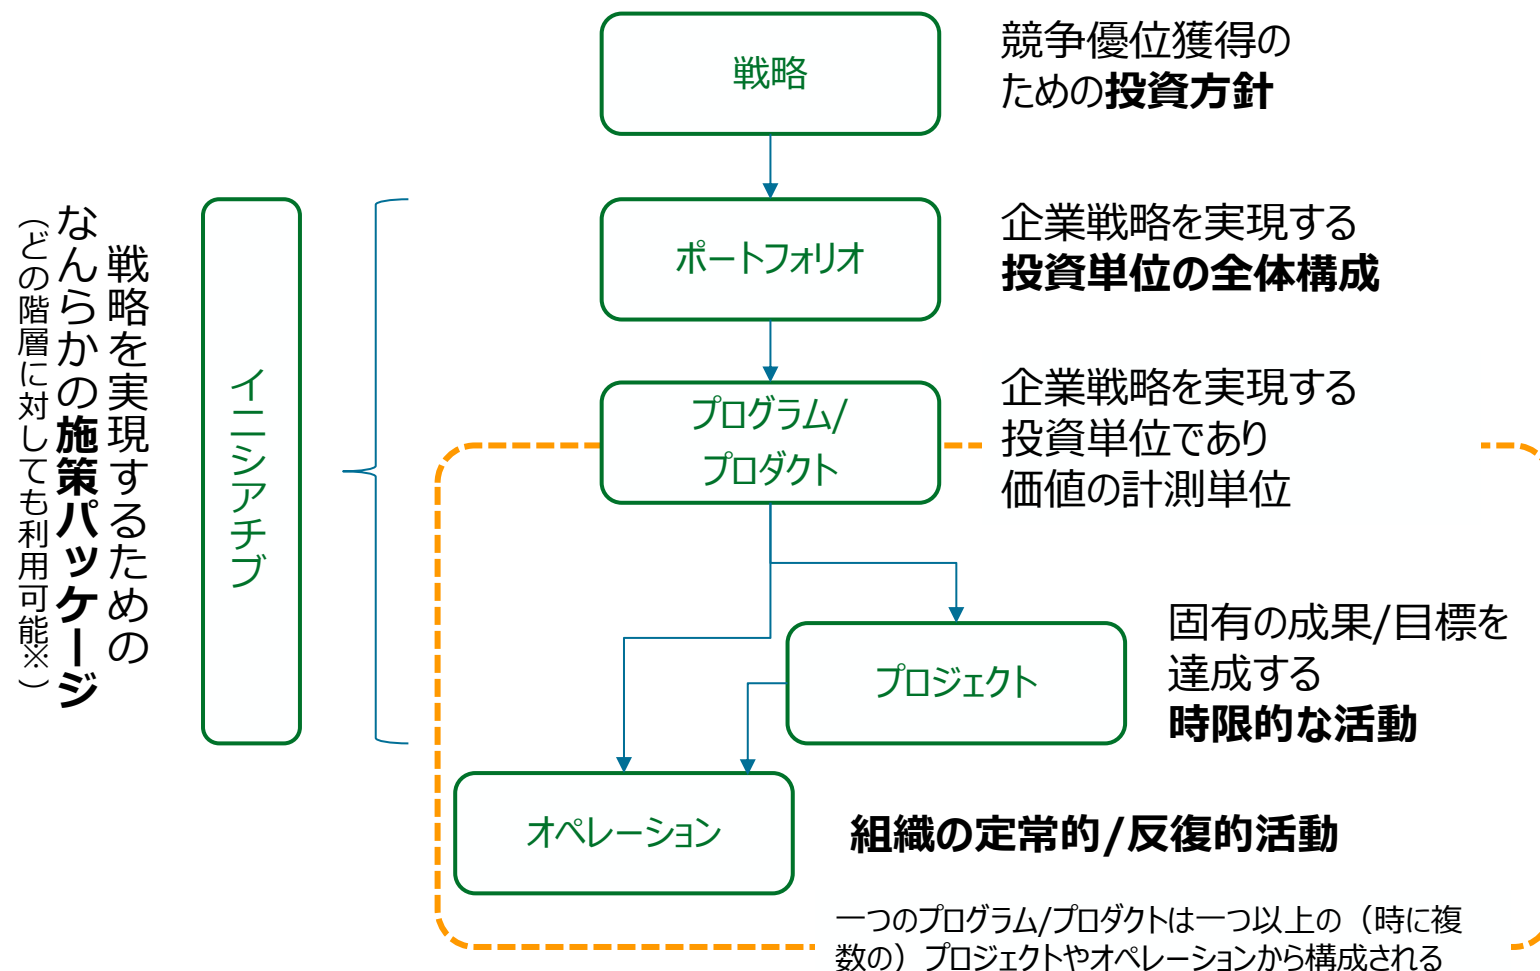 戦略
競争優位獲得の
ための投資方針
戦略を実現するための
なんらかの施策パッケージ
（どの階層に対しても利用可能※）
イニシアチブ
ポートフォリオ
企業戦略を実現する
投資単位の全体構成
プログラム/
プロダクト
企業戦略を実現する
投資単位であり
価値の計測単位
プロジェクト
固有の成果/目標を
達成する
時限的な活動
オペレーション
組織の定常的/反復的活動
一つのプログラム/プロダクトは一つ以上の（時に複
数の）プロジェクトやオペレーションから構成される